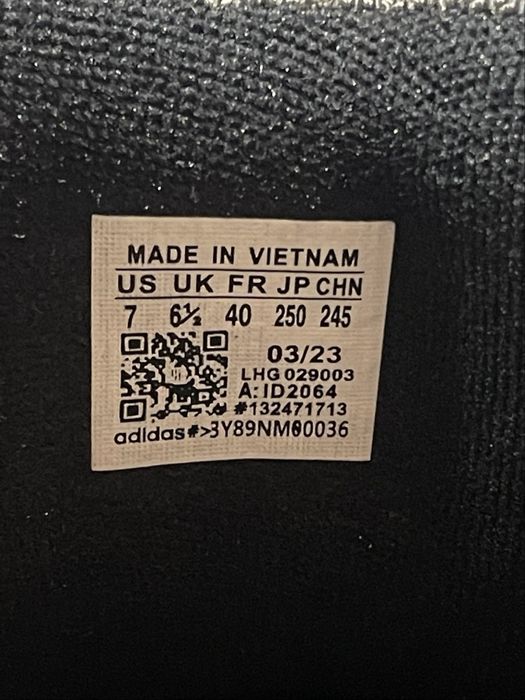 MADE IN VIETNAM
US UK FR JP CHN
7 6½ 40 250 245
03/23
LHG 029003
A: ID2064
#132471713
adidas#>3Y89NM00036